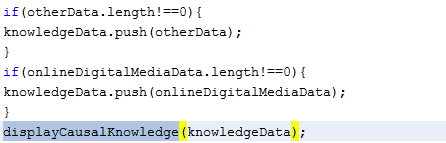 if(otherData.length!==0){
knowledgeData.push(otherData);
}
if(onlineDigitalMediaData.length!==0){
knowledgeData.push(onlineDigitalMediaData);
}
displayCausalKnowledge(knowledgeData);